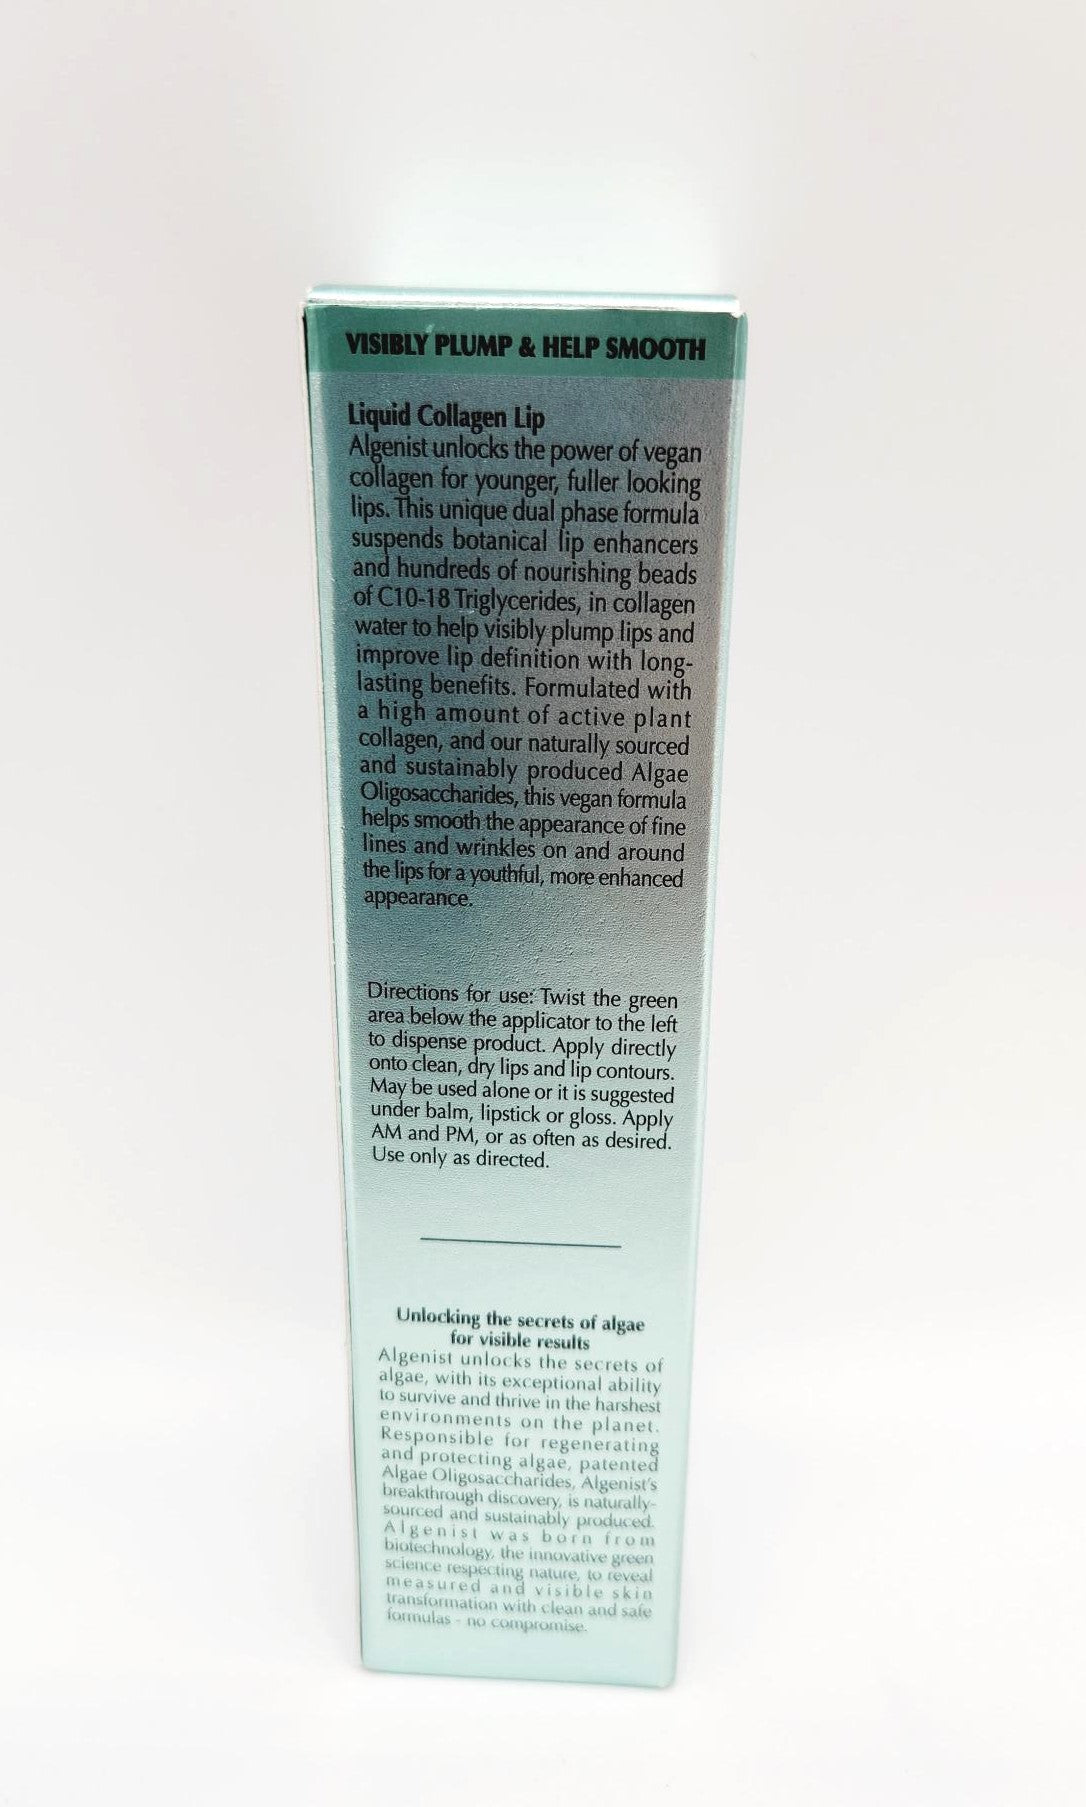 VISIBLY PLUMP & HELP SMOOTH
Liquid Collagen Lip
Algenist unlocks the power of vegan
collagen for younger, fuller looking
lips. This unique dual phase formula
suspends botanical lip enhancers
and hundreds of nourishing beads
of C10-18 Triglycerides, in collagen
water to help visibly plump lips and
improve lip definition with long-
lasting benefits. Formulated with
a high amount of active plant
collagen, and our naturally sourced
and sustainably produced Algae
Oligosaccharides, this vegan formula
helps smooth the appearance of fine
lines and wrinkles on and around
the lips for a youthful, more enhanced
appearance.
Directions for use: Twist the green
area below the applicator to the left
to dispense product. Apply directly
onto clean, dry lips and lip contours.
May be used alone or it is suggested
under balm, lipstick or gloss. Apply
AM and PM, or as often as desired.
Use only as directed.
Unlocking the secrets of algae
for visible results
Algenist unlocks the secrets of
algae, with its exceptional ability
to survive and thrive in the harshest
environments on the planet.
Responsible for regenerating
and protecting algae, patented
Algae Oligosaccharides, Algenist's
breakthrough discovery, is naturally-
sourced and sustainably produced.
Algenist was born from
biotechnology, the innovative green
science respecting nature, to reveal
measured and visible skin
transformation with clean and safe
formulas - no compromise.